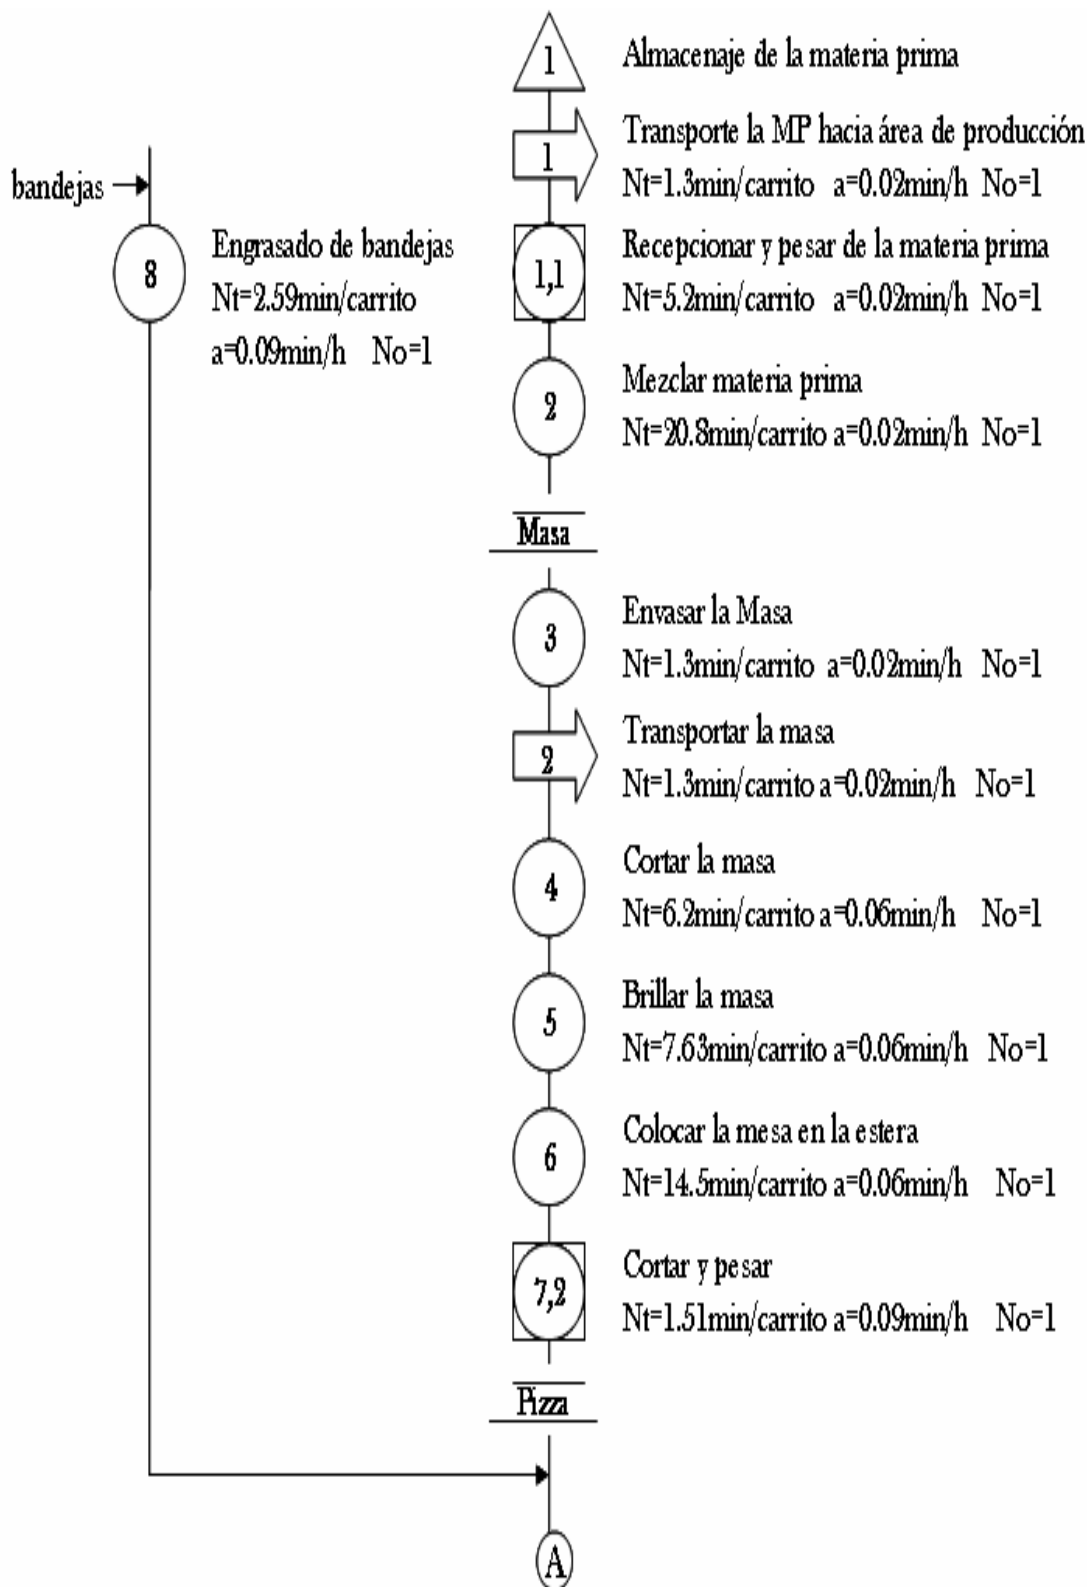 1
Almacenaje de la materia prima
1
Transporte la MP hacia área de producción
Nt=1.3min/carrito a=0.02min/h No=1
bandejas
8
Engrasado de bandejas
Nt=2.59min/carrito
a=0.09min/h No=1
1,1
Recepcionar y pesar de la materia prima
Nt=5.2min/carrito a=0.02min/h No=1
2
Mezclar materia prima
Nt=20.8min/carrito a=0.02min/h No=1
Masa
3
Envasar la Masa
Nt=1.3min/carrito a=0.02min/h No=1
2
Transportar la masa
Nt=1.3min/carrito a=0.02min/h No=1
4
Cortar la masa
Nt=6.2min/carrito a=0.06min/h No=1
5
Brillar la masa
Nt=7.63min/carrito a=0.06min/h No=1
6
Colocar la mesa en la estera
Nt=14.5min/carrito a=0.06min/h No=1
7,2
Cortar y pesar
Nt=1.51min/carrito a=0.09min/h No=1
Pizza
A